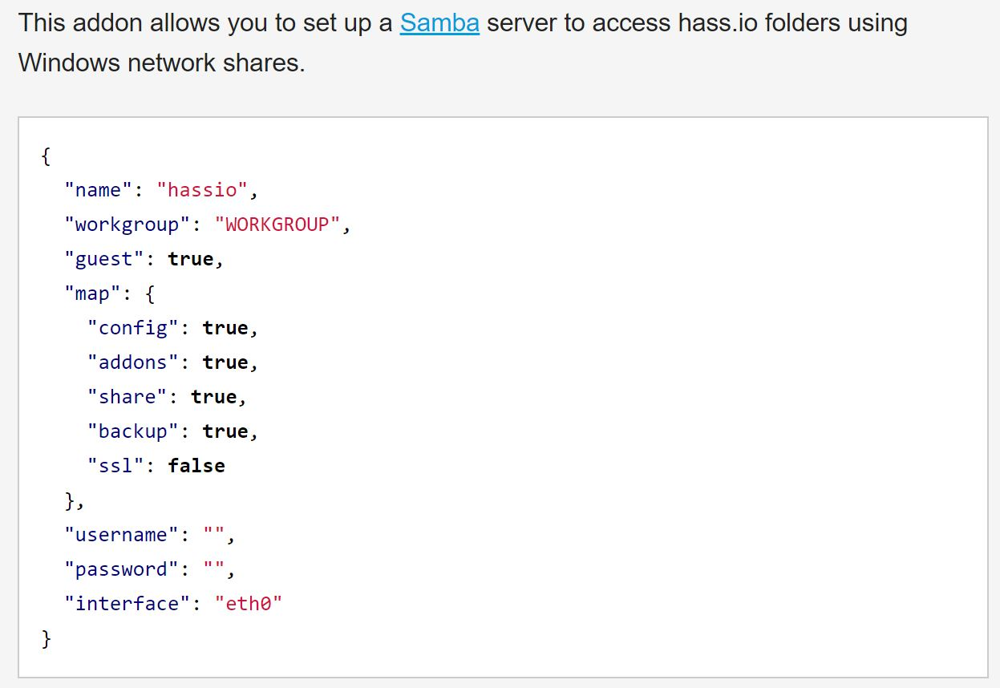 This addon allows you to set up a Samba server to access hass.io folders using
Windows network shares.
{
  "name": "hassio",
  "workgroup": "WORKGROUP",
  "guest": true,
  "map": {
    "config": true,
    "addons": true,
    "share": true,
    "backup": true,
    "ssl": false
  },
  "username": "",
  "password": "",
  "interface": "eth0"
}